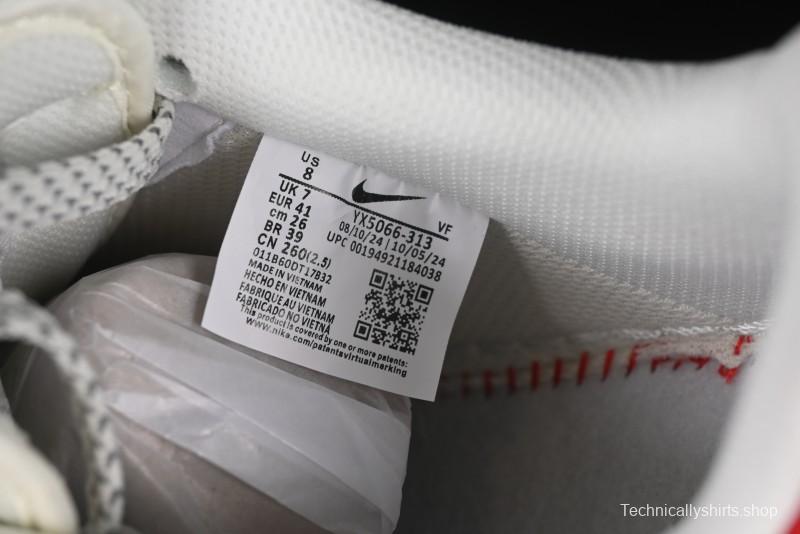 US
8
UK 7
EUR 41
cm 26
BR 39
CN 260(2.5)
VF
YX5066-313
08/10/24 | 10/05/24
UPC 00194921184038
011B60DT17B32
MADE IN VIETNAM
HECHO EN VIETNAM
FABRIQUE AU VIETNAM
FABRICADO NO VIETNÃ
This product is covered by one or more patents:
www.nika.com/patentsvirtualmarking
Technicallyshirts.shop